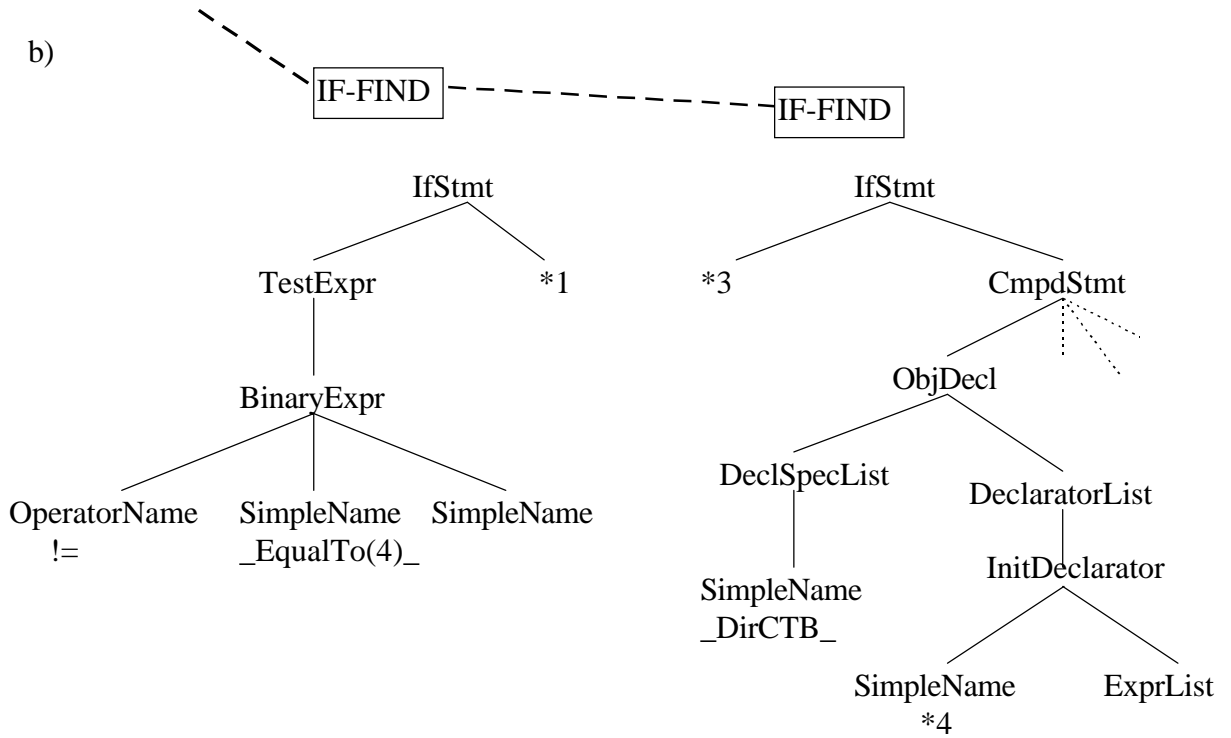 b)
IF-FIND
IF-FIND
IfStmt
IfStmt
TestExpr
*1
*3
CmpdStmt
BinaryExpr
ObjDecl
OperatorName
!=
SimpleName
_EqualTo(4)_
SimpleName
DeclSpecList
DeclaratorList
SimpleName
_DirCTB_
InitDeclarator
SimpleName
*4
ExprList